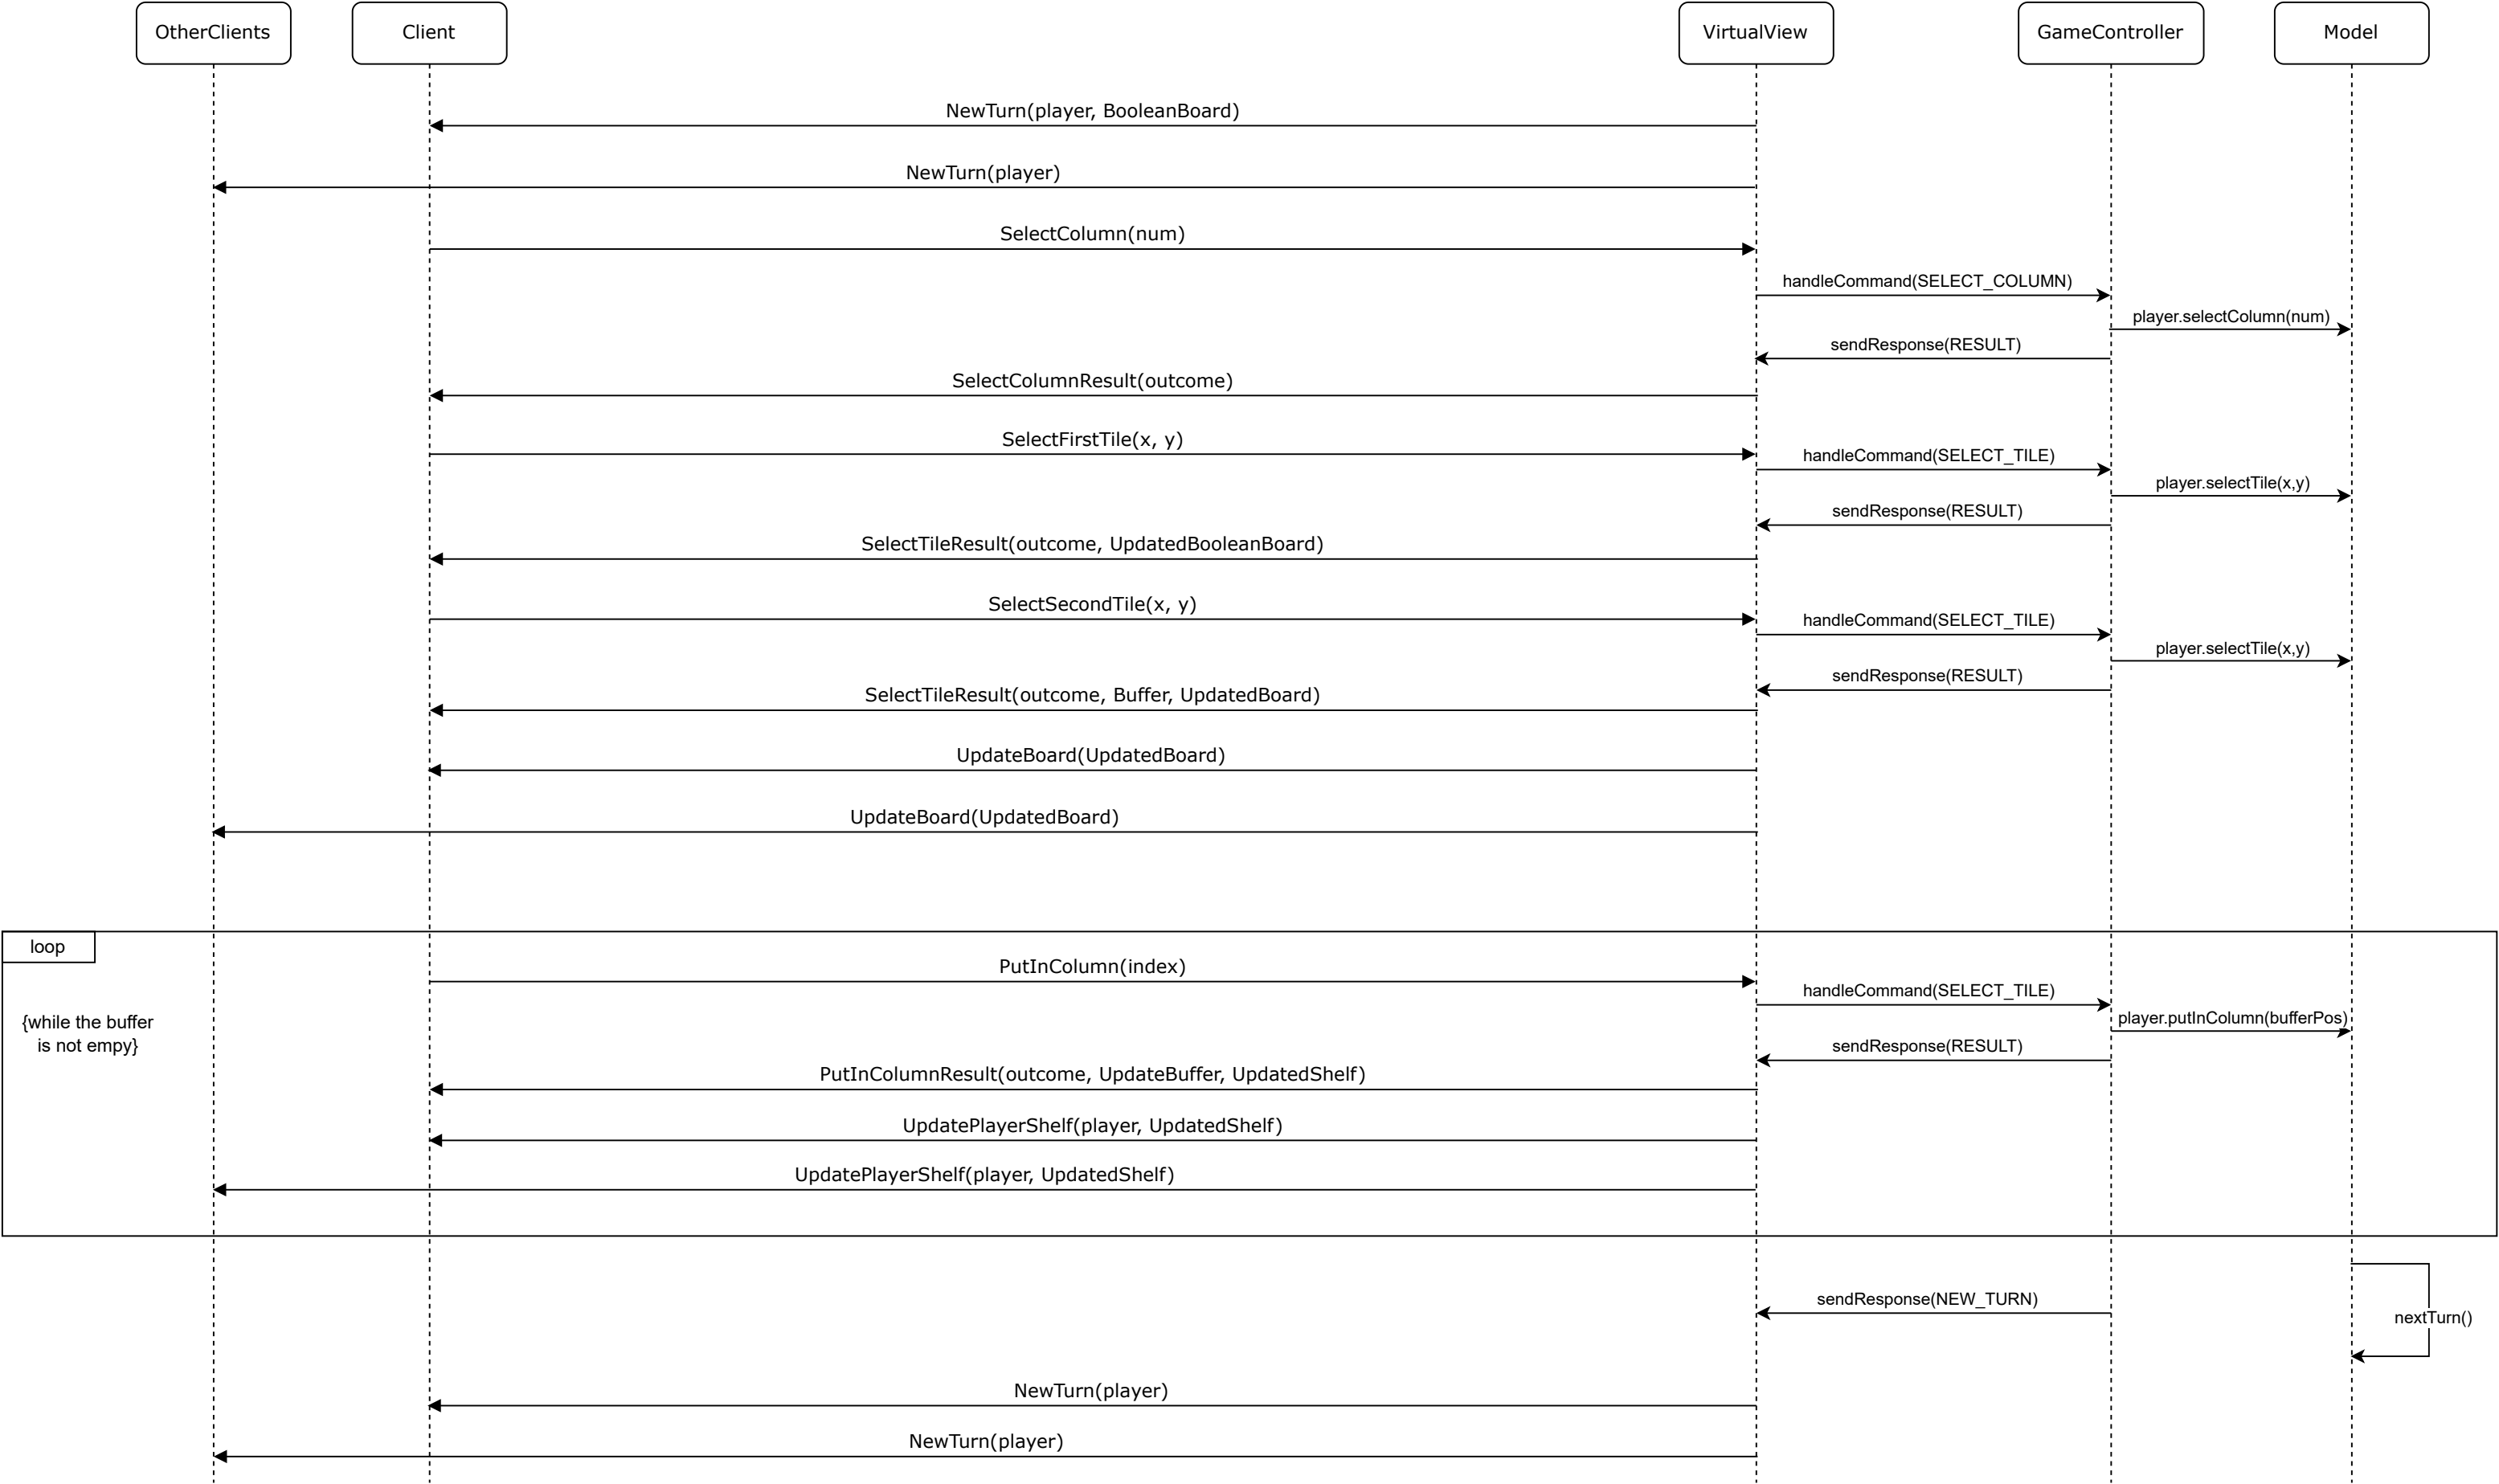 OtherClients
Client
VirtualView
GameController
Model
NewTurn(player, BooleanBoard)
NewTurn(player)
SelectColumn(num)
handleCommand(SELECT_COLUMN)
player.selectColumn(num)
sendResponse(RESULT)
SelectColumnResult(outcome)
SelectFirstTile(x, y)
handleCommand(SELECT_TILE)
player.selectTile(x,y)
sendResponse(RESULT)
SelectTileResult(outcome, UpdatedBooleanBoard)
SelectSecondTile(x, y)
handleCommand(SELECT_TILE)
player.selectTile(x,y)
sendResponse(RESULT)
SelectTileResult(outcome, Buffer, UpdatedBoard)
UpdateBoard(UpdatedBoard)
UpdateBoard(UpdatedBoard)
loop
{while the buffer
is not empy}
PutInColumn(index)
handleCommand(SELECT_TILE)
player.putInColumn(bufferPos)
sendResponse(RESULT)
PutInColumnResult(outcome, UpdateBuffer, UpdatedShelf)
UpdatePlayerShelf(player, UpdatedShelf)
UpdatePlayerShelf(player, UpdatedShelf)
sendResponse(NEW_TURN)
nextTurn()
NewTurn(player)
NewTurn(player)